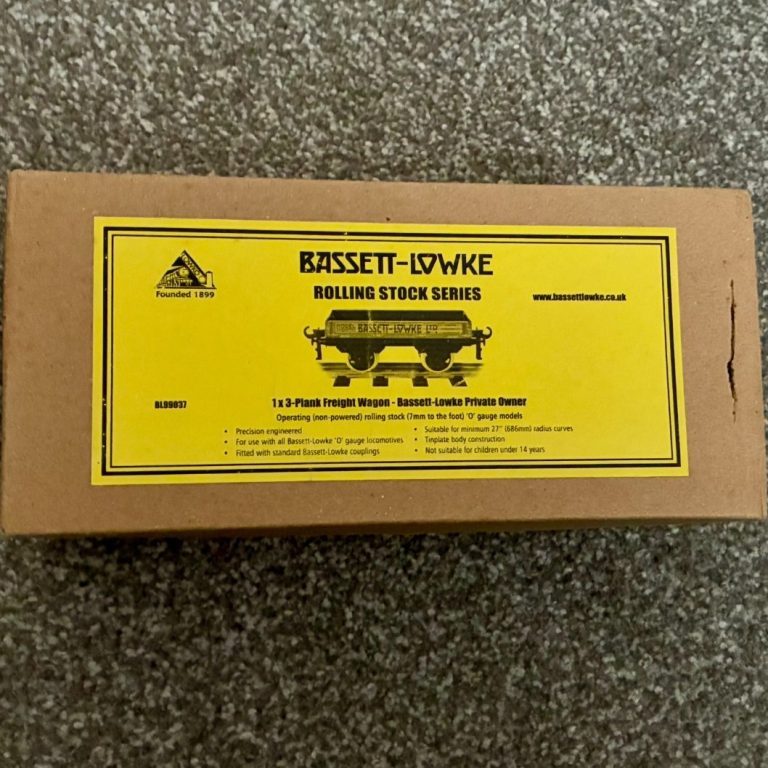 BASSETT-LOWKE
ROLLING STOCK SERIES
Founded 1899
www.bassettlowke.co.uk
BASSETT-LOWKE LTD
BL99037
1 x 3-Plank Freight Wagon - Bassett-Lowke Private Owner
Operating (non-powered) rolling stock (7mm to the foot) 'O' gauge models
• Precision engineered
• For use with all Bassett-Lowke 'O' gauge locomotives
• Fitted with standard Bassett-Lowke couplings
• Suitable for minimum 27" (686mm) radius curves
• Tinplate body construction
• Not suitable for children under 14 years